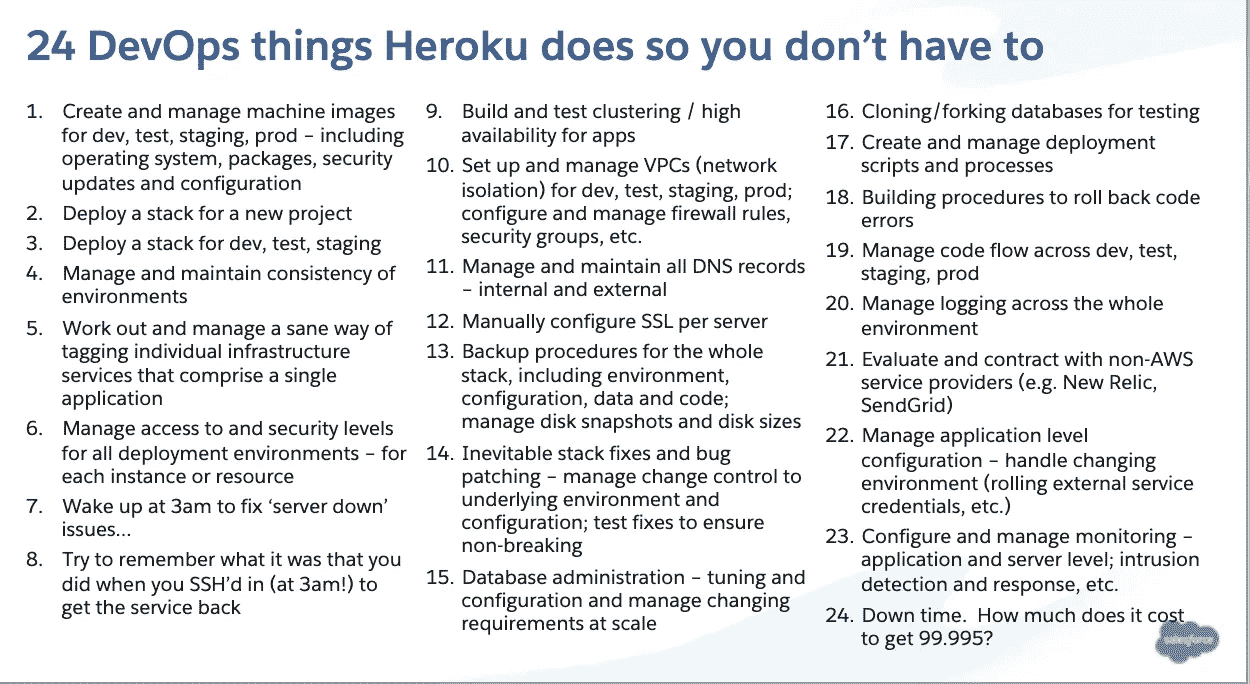 24 DevOps things Heroku does so you don’t have to
1. Create and manage machine images
for dev, test, staging, prod – including
operating system, packages, security
updates and configuration
2. Deploy a stack for a new project
3. Deploy a stack for dev, test, staging
4. Manage and maintain consistency of
environments
5. Work out and manage a sane way of
tagging individual infrastructure
services that comprise a single
application
6. Manage access to and security levels
for all deployment environments – for
each instance or resource
7. Wake up at 3am to fix ‘server down’
issues...
8. Try to remember what it was that you
did when you SSH’d in (at 3am!) to
get the service back
9. Build and test clustering / high
availability for apps
10. Set up and manage VPCs (network
isolation) for dev, test, staging, prod;
configure and manage firewall rules,
security groups, etc.
11. Manage and maintain all DNS records
– internal and external
12. Manually configure SSL per server
13. Backup procedures for the whole
stack, including environment,
configuration, data and code;
manage disk snapshots and disk sizes
14. Inevitable stack fixes and bug
patching – manage change control to
underlying environment and
configuration; test fixes to ensure
non-breaking
15. Database administration – tuning and
configuration and manage changing
requirements at scale
16. Cloning/forking databases for testing
17. Create and manage deployment
scripts and processes
18. Building procedures to roll back code
errors
19. Manage code flow across dev, test,
staging, prod
20. Manage logging across the whole
environment
21. Evaluate and contract with non-AWS
service providers (e.g. New Relic,
SendGrid)
22. Manage application level
configuration – handle changing
environment (rolling external service
credentials, etc.)
23. Configure and manage monitoring –
application and server level; intrusion
detection and response, etc.
24. Down time.  How much does it cost
to get 99.995?
salesforce